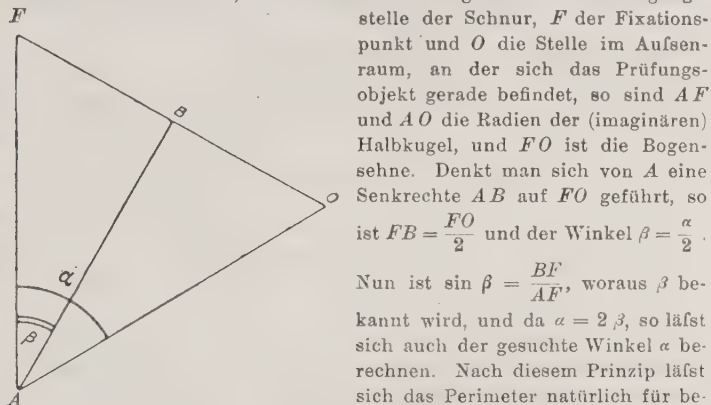 F
B
O
α
β
A
stelle der Schnur, F der Fixations-
punkt und O die Stelle im Aufsen-
raum, an der sich das Prüfungs-
objekt gerade befindet, so sind AF
und AO die Radien der (imaginären)
Halbkugel, und FO ist die Bogen-
sehne. Denkt man sich von A eine
Senkrechte AB auf FO geführt, so
ist FB = FO/2 und der Winkel β = α/2 .
Nun ist sin β = BF/AF, woraus β be-
kannt wird, und da α = 2 β, so läfst
sich auch der gesuchte Winkel α be-
rechnen. Nach diesem Prinzip läfst
sich das Perimeter natürlich für be-